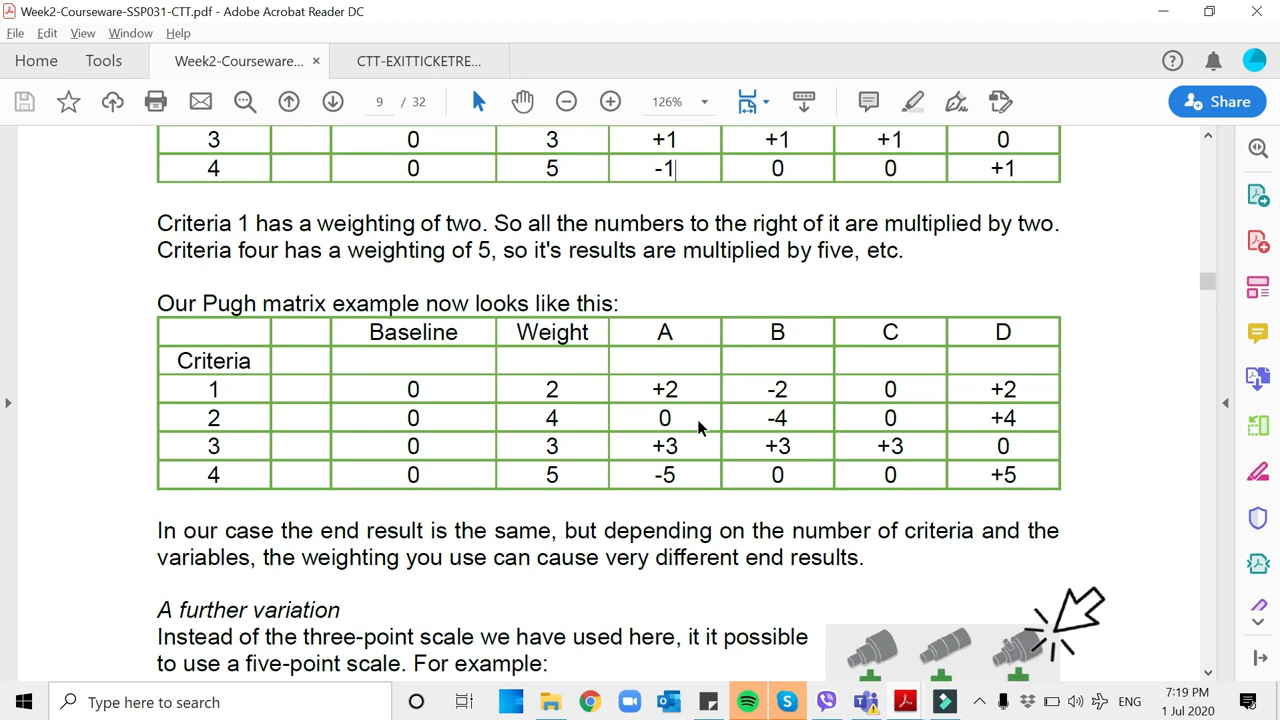 Week2-Courseware-SSP031-CTT.pdf - Adobe Acrobat Reader DC
File Edit View Window Help
Home Tools Week2-Courseware... × CTT-EXITTICKETRE...
9 / 32 126% Share
3 0 3 +1 +1 +1 0
4 0 5 -1 0 0 +1
Criteria 1 has a weighting of two. So all the numbers to the right of it are multiplied by two.
Criteria four has a weighting of 5, so it's results are multiplied by five, etc.
Our Pugh matrix example now looks like this:
Baseline Weight A B C D
Criteria
1 0 2 +2 -2 0 +2
2 0 4 0 -4 0 +4
3 0 3 +3 +3 +3 0
4 0 5 -5 0 0 +5
In our case the end result is the same, but depending on the number of criteria and the
variables, the weighting you use can cause very different end results.
A further variation
Instead of the three-point scale we have used here, it it possible
to use a five-point scale. For example:
Type here to search
ENG
7:19 PM
1 Jul 2020